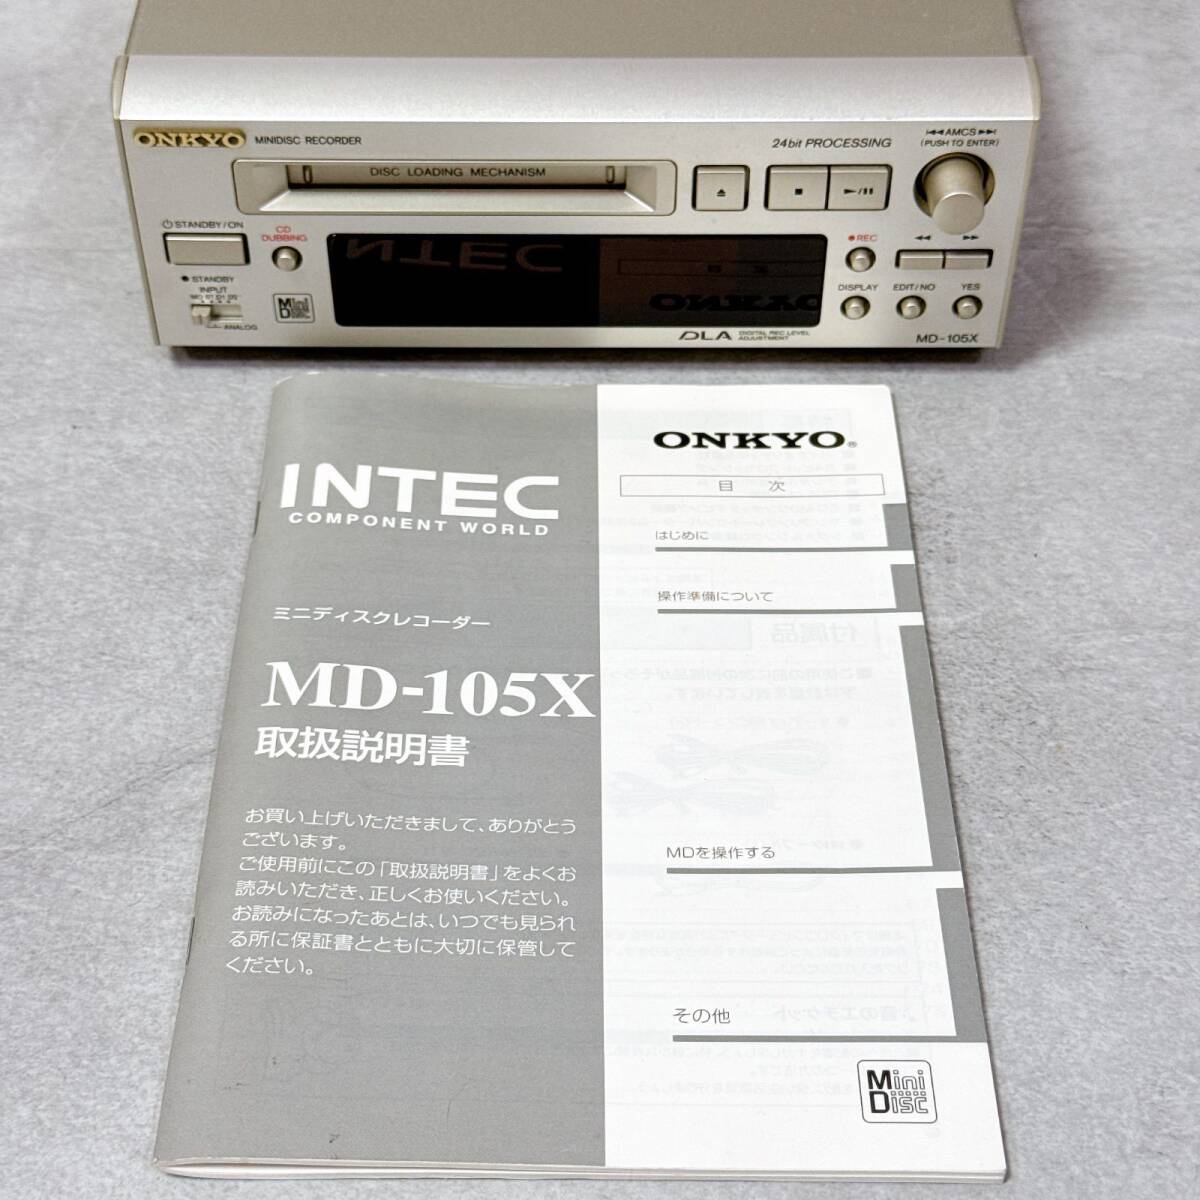 ONKYO MINIDISC RECORDER
24bit PROCESSING
AMCS
(PUSH TO ENTER)
DISC LOADING MECHANISM
STANDBY/ON
CD
DUBBING
REC
STANDBY
INPUT
ANALOG
Mini
Disc
DISPLAY
EDIT/NO
YES
DLA DIGITAL REC LEVEL
ADJUSTMENT
MD-105X
INTEC
COMPONENT WORLD
ミニディスクレコーダー
MD-105X
取扱説明書
お買い上げいただきまして、ありがとう
ございます。
ご使用前にこの「取扱説明書」をよくお
読みいただき、正しくお使いください。
お読みになったあとは、いつでも見られ
る所に保証書とともに大切に保管して
ください。
ONKYO®
目 次
はじめに
操作準備について
MDを操作する
その他
Mini
Disc